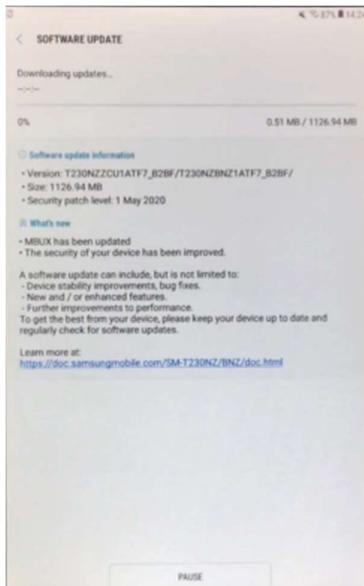 87% 14:24
SOFTWARE UPDATE
Downloading updates...
--:--:--
0% 0.51 MB / 1126.94 MB
Software update information
• Version: T230NZZCU1ATF7_B2BF/T230NZBNZ1ATF7_B2BF/
• Size: 1126.94 MB
• Security patch level: 1 May 2020
What's new
• MBUX has been updated
• The security of your device has been improved.
A software update can include, but is not limited to:
- Device stability improvements, bug fixes.
- New and / or enhanced features.
- Further improvements to performance.
To get the best from your device, please keep your device up to date and
regularly check for software updates.
Learn more at:
https://doc.samsungmobile.com/SM-T230NZ/BNZ/doc.html
PAUSE